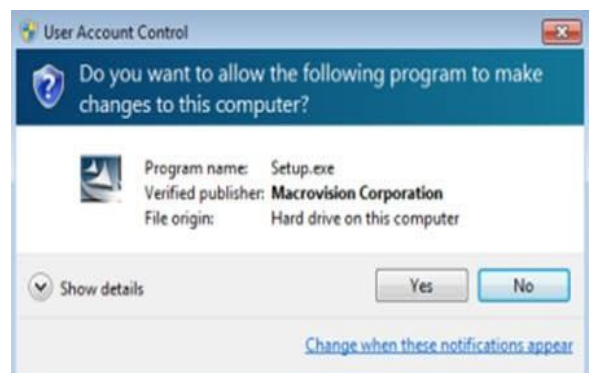 User Account Control
Do you want to allow the following program to make
changes to this computer?
Program name: Setup.exe
Verified publisher: Macrovision Corporation
File origin: Hard drive on this computer
Show details
Yes
No
Change when these notifications appear